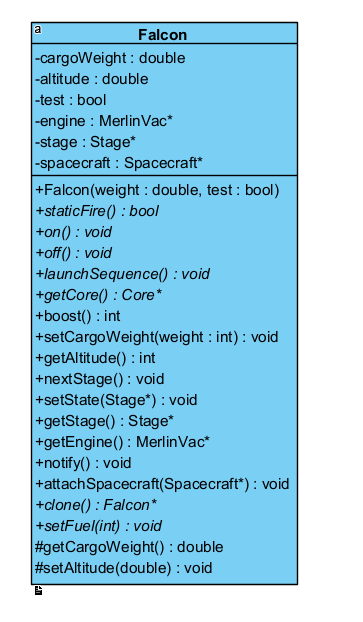 a
Falcon
-cargoWeight : double
-altitude : double
-test : bool
-engine : MerlinVac*
-stage : Stage*
-spacecraft : Spacecraft*
+Falcon(weight : double, test : bool)
+staticFire() : bool
+on() : void
+off() : void
+launchSequence() : void
+getCore() : Core*
+boost() : int
+setCargoWeight(weight : int) : void
+getAltitude() : int
+nextStage() : void
+setState(Stage*) : void
+getStage() : Stage*
+getEngine() : MerlinVac*
+notify() : void
+attachSpacecraft(Spacecraft*) : void
+clone() : Falcon*
+setFuel(int) : void
#getCargoWeight() : double
#setAltitude(double) : void